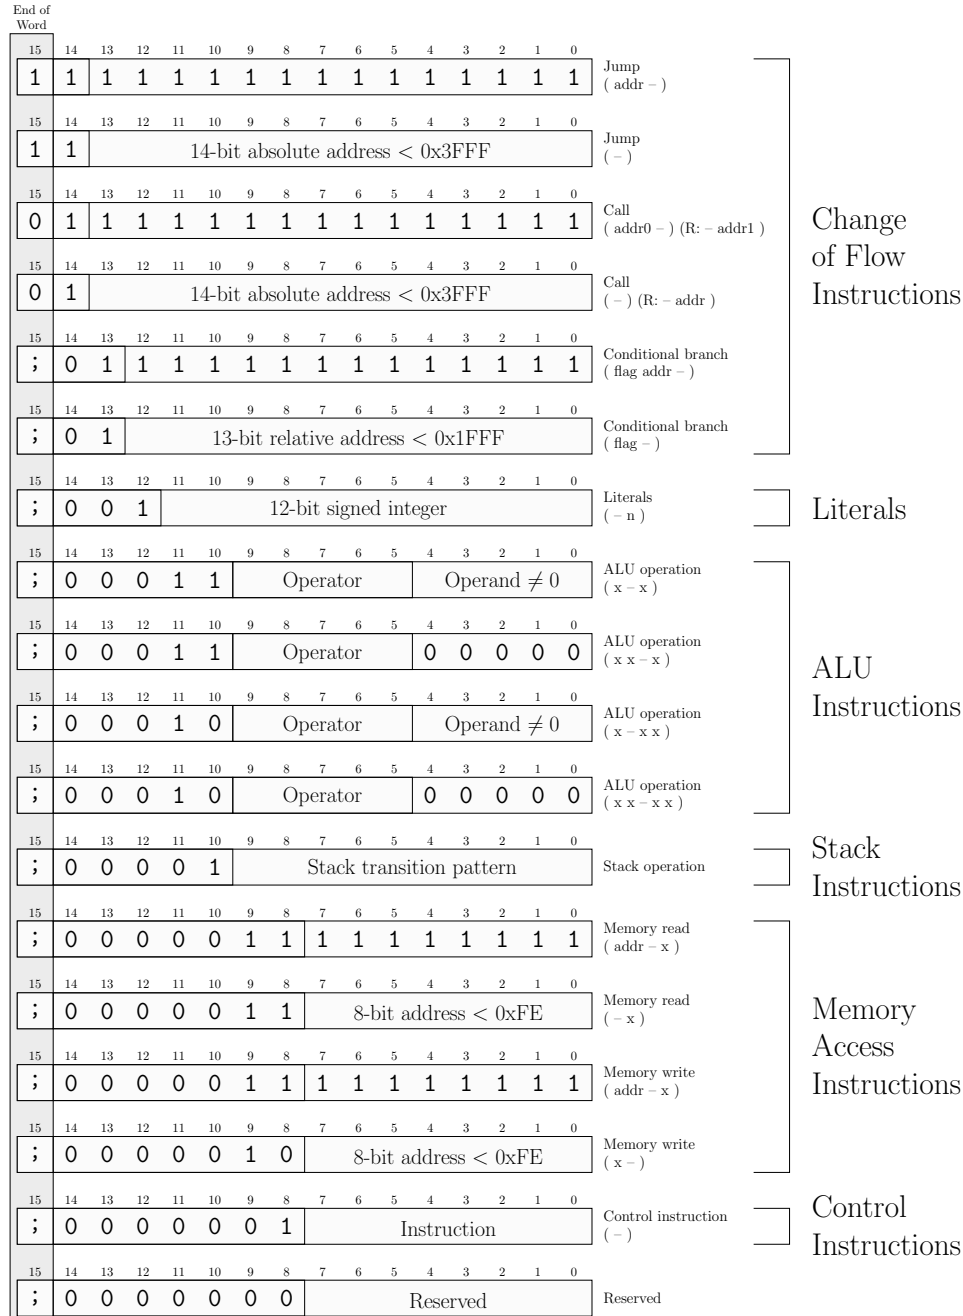 End of
Word
15 14 13 12 11 10 9 8 7 6 5 4 3 2 1 0
1 1 1 1 1 1 1 1 1 1 1 1 1 1 1 1
Jump
( addr – )
15 14 13 12 11 10 9 8 7 6 5 4 3 2 1 0
1 1 14-bit absolute address < 0x3FFF
Jump
( – )
15 14 13 12 11 10 9 8 7 6 5 4 3 2 1 0
0 1 1 1 1 1 1 1 1 1 1 1 1 1 1 1
Call
( addr0 – ) (R: – addr1 )
15 14 13 12 11 10 9 8 7 6 5 4 3 2 1 0
0 1 14-bit absolute address < 0x3FFF
Call
( – ) (R: – addr )
15 14 13 12 11 10 9 8 7 6 5 4 3 2 1 0
; 0 1 1 1 1 1 1 1 1 1 1 1 1 1 1
Conditional branch
( flag addr – )
15 14 13 12 11 10 9 8 7 6 5 4 3 2 1 0
; 0 1 13-bit relative address < 0x1FFF
Conditional branch
( flag – )
Change
of Flow
Instructions
15 14 13 12 11 10 9 8 7 6 5 4 3 2 1 0
; 0 0 1 12-bit signed integer
Literals
( – n )
Literals
15 14 13 12 11 10 9 8 7 6 5 4 3 2 1 0
; 0 0 0 1 1 Operator Operand ≠ 0
ALU operation
( x – x )
15 14 13 12 11 10 9 8 7 6 5 4 3 2 1 0
; 0 0 0 1 1 Operator 0 0 0 0 0
ALU operation
( x x – x )
15 14 13 12 11 10 9 8 7 6 5 4 3 2 1 0
; 0 0 0 1 0 Operator Operand ≠ 0
ALU operation
( x – x x )
15 14 13 12 11 10 9 8 7 6 5 4 3 2 1 0
; 0 0 0 1 0 Operator 0 0 0 0 0
ALU operation
( x x – x x )
ALU
Instructions
15 14 13 12 11 10 9 8 7 6 5 4 3 2 1 0
; 0 0 0 0 1 Stack transition pattern
Stack operation
Stack
Instructions
15 14 13 12 11 10 9 8 7 6 5 4 3 2 1 0
; 0 0 0 0 0 1 1 1 1 1 1 1 1 1 1
Memory read
( addr – x )
15 14 13 12 11 10 9 8 7 6 5 4 3 2 1 0
; 0 0 0 0 0 1 1 8-bit address < 0xFE
Memory read
( – x )
15 14 13 12 11 10 9 8 7 6 5 4 3 2 1 0
; 0 0 0 0 0 1 1 1 1 1 1 1 1 1 1
Memory write
( addr – x )
15 14 13 12 11 10 9 8 7 6 5 4 3 2 1 0
; 0 0 0 0 0 1 0 8-bit address < 0xFE
Memory write
( x – )
Memory
Access
Instructions
15 14 13 12 11 10 9 8 7 6 5 4 3 2 1 0
; 0 0 0 0 0 0 1 Instruction
Control instruction
( – )
Control
Instructions
15 14 13 12 11 10 9 8 7 6 5 4 3 2 1 0
; 0 0 0 0 0 0 0 Reserved
Reserved